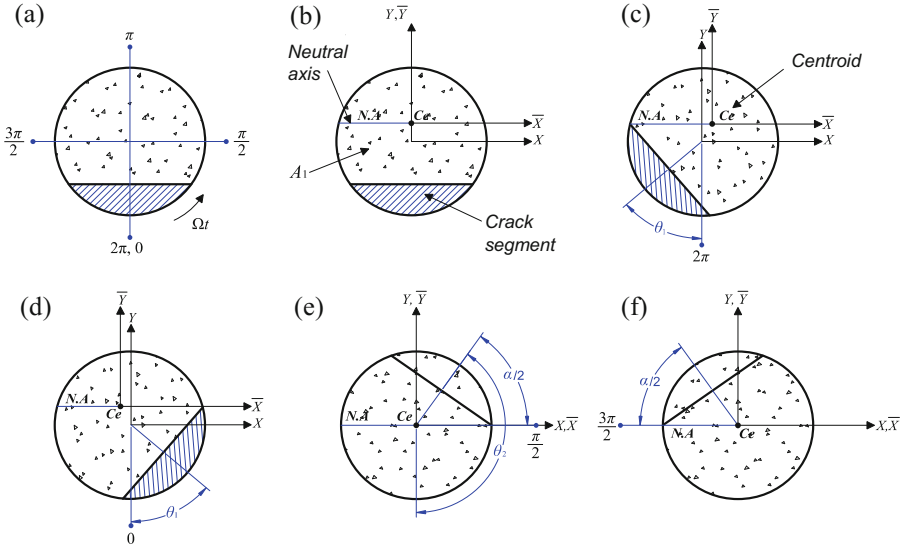 (a)
π
3π/2
π/2
2π, 0
Ωt
(b)
Y,Y̅
Neutral axis
N.A
Ce
X̅
X
A₁
Crack segment
(c)
Y̅
Y
Centroid
N.A
Ce
X̅
X
θ₁
2π
(d)
Y̅
Y
N.A
Ce
X̅
X
θ₁
0
(e)
Y, Y̅
α/2
N.A
Ce
X,X̅
π/2
θ₂
(f)
Y, Y̅
α/2
3π/2
N.A
Ce
X,X̅